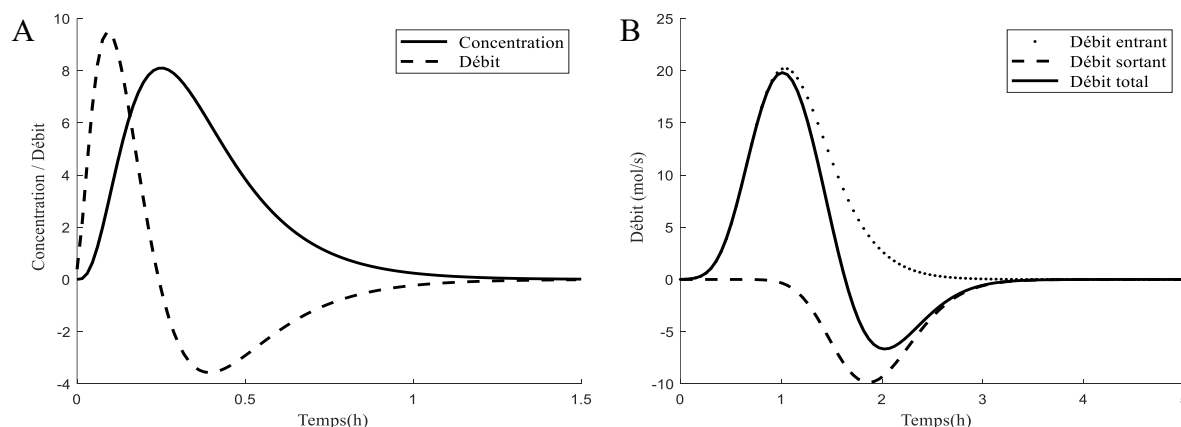 A
10
8
6
4
2
0
-2
-4
Concentration / Débit
0
0.5
1
1.5
Temps(h)
Concentration
Débit
B
25
20
15
10
5
0
-5
-10
Débit (mol/s)
0
1
2
3
4
5
Temps(h)
Débit entrant
Débit sortant
Débit total